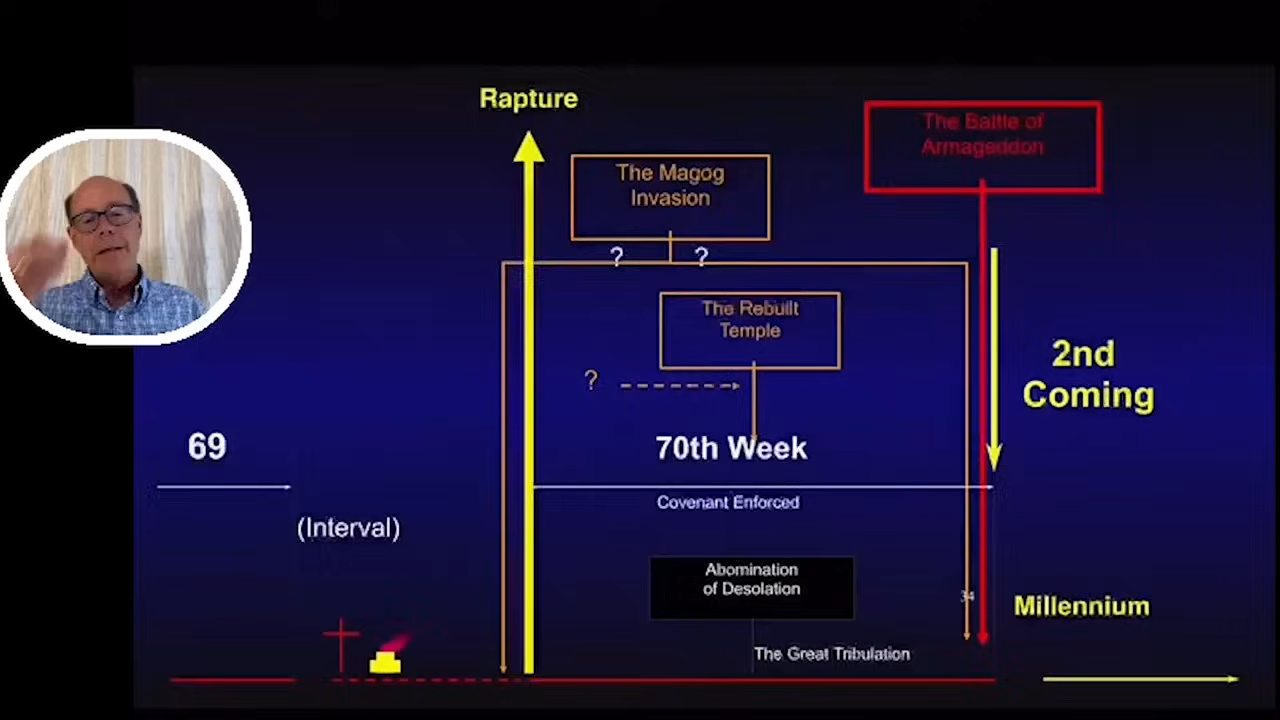 Rapture
The Battle of
Armageddon
The Magog
Invasion
? ?
The Rebuilt
Temple
2nd
Coming
?
69
70th Week
Covenant Enforced
(Interval)
Abomination
of Desolation
34
Millennium
The Great Tribulation